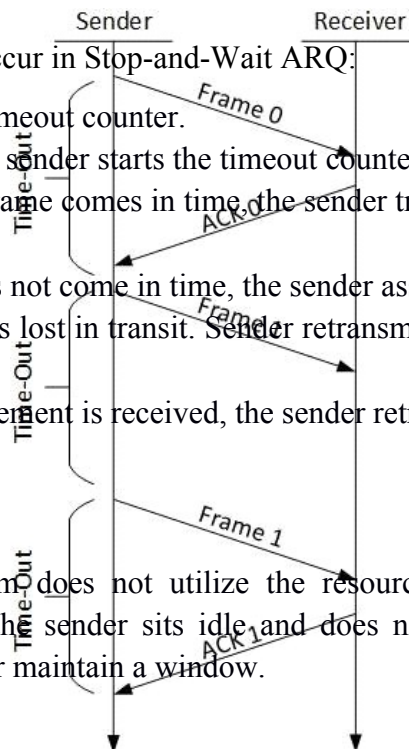 Sender Receiver
ccur in Stop-and-Wait ARQ:
Frame 0
meout counter.
sender starts the timeout counte
Time-Out
ame comes in time, the sender tr
ACK 0
s not come in time, the sender as
Frame 1
s lost in transit. Sender retransm
Time-Out
ement is received, the sender retr
Frame 1
m does not utilize the resourc
Time-Out
he sender sits idle and does n
ACK 1
r maintain a window.